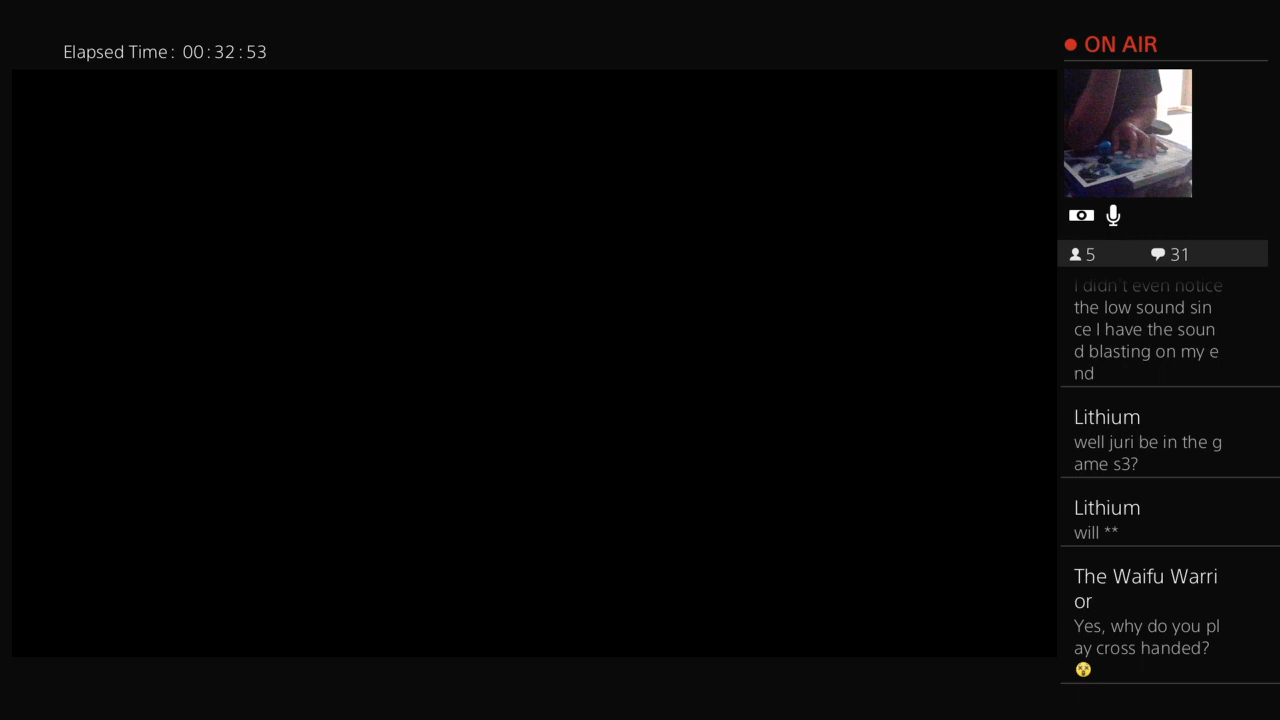 Elapsed Time: 00:32:53
ON AIR
5
31
I didn't even notice
the low sound sin
ce I have the soun
d blasting on my e
nd
Lithium
well juri be in the g
ame s3?
Lithium
will **
The Waifu Warri
or
Yes, why do you pl
ay cross handed?
😵